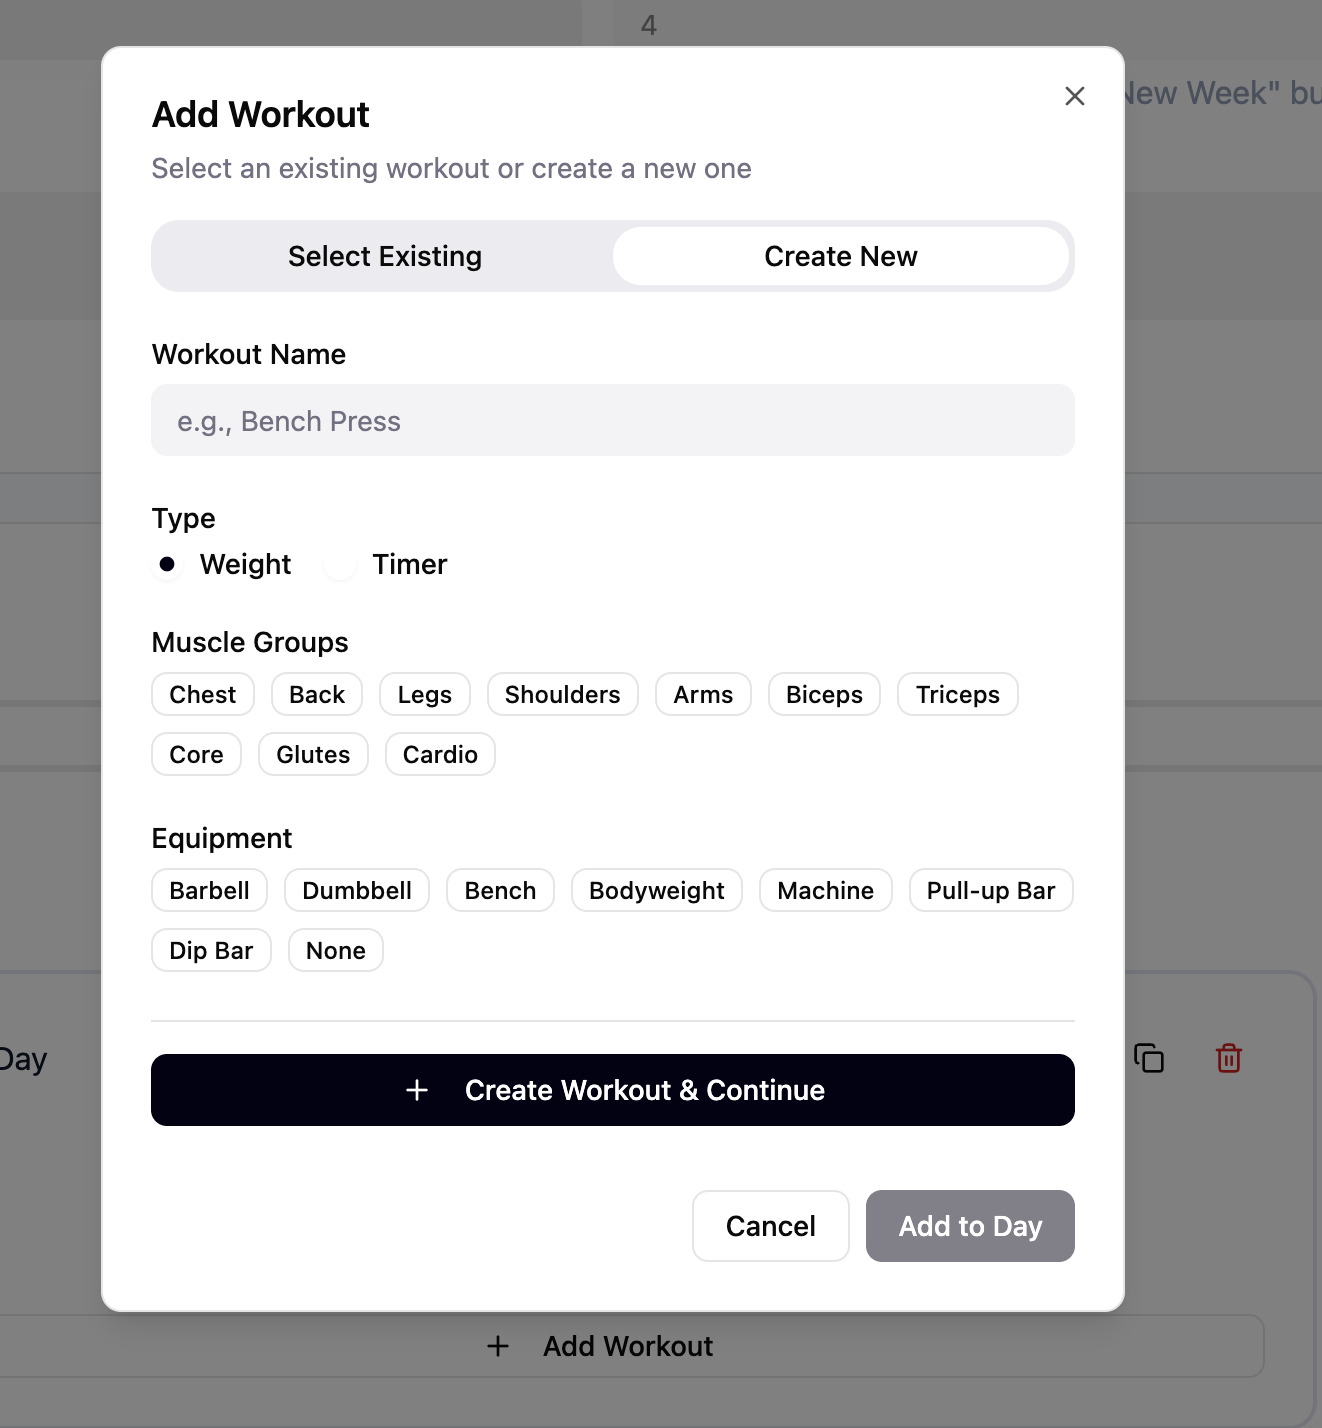 4
New Week" bu
Add Workout
Select an existing workout or create a new one
Select Existing
Create New
Workout Name
e.g., Bench Press
Type
Weight Timer
Muscle Groups
Chest Back Legs Shoulders Arms Biceps Triceps
Core Glutes Cardio
Equipment
Barbell Dumbbell Bench Bodyweight Machine Pull-up Bar
Dip Bar None
Day
+ Create Workout & Continue
Cancel Add to Day
+ Add Workout